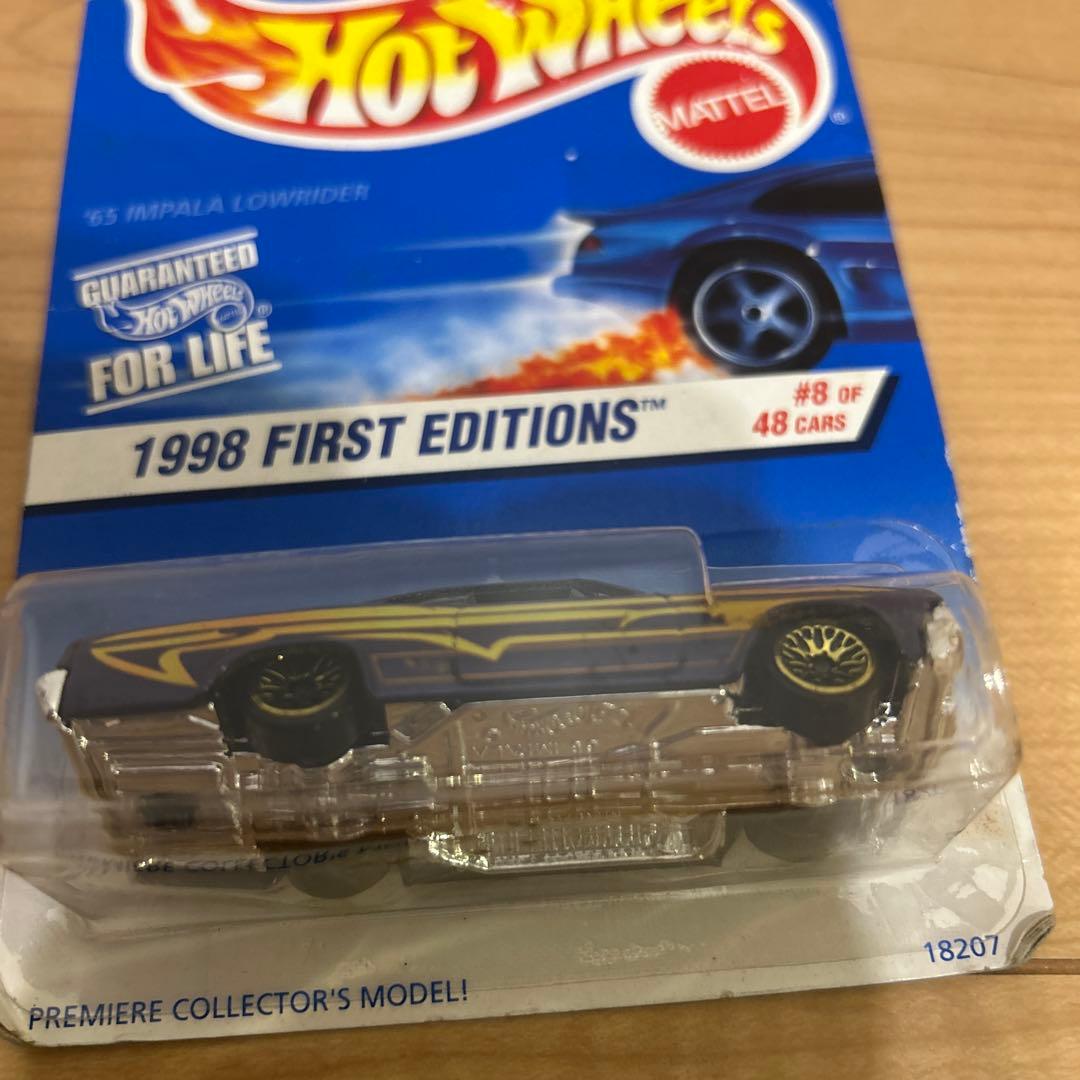 HOT WHEELS
MATTEL
®
'65 IMPALA LOWRIDER
GUARANTEED
HOT WHEELS ®
FOR LIFE
1998 FIRST EDITIONS™
#8 OF
48 CARS
18207
PREMIERE COLLECTOR'S MODEL!